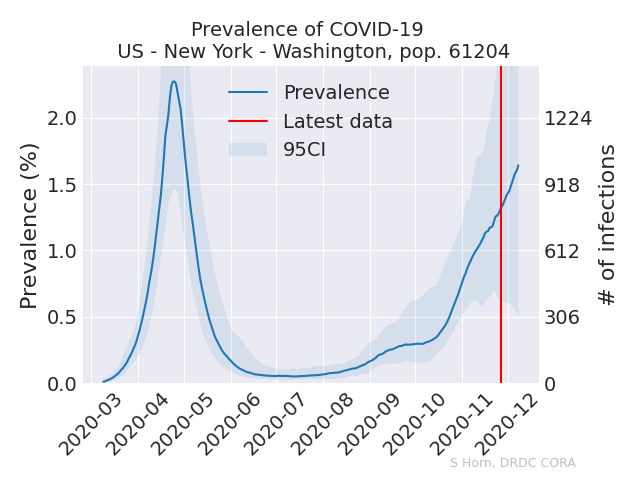 Prevalence of COVID-19
US - New York - Washington, pop. 61204
Prevalence
Latest data
95CI
Prevalence (%)
2.0
1.5
1.0
0.5
0.0
1224
918
612
306
0
# of infections
2020-03
2020-04
2020-05
2020-06
2020-07
2020-08
2020-09
2020-10
2020-11
2020-12
S Horn, DRDC CORA